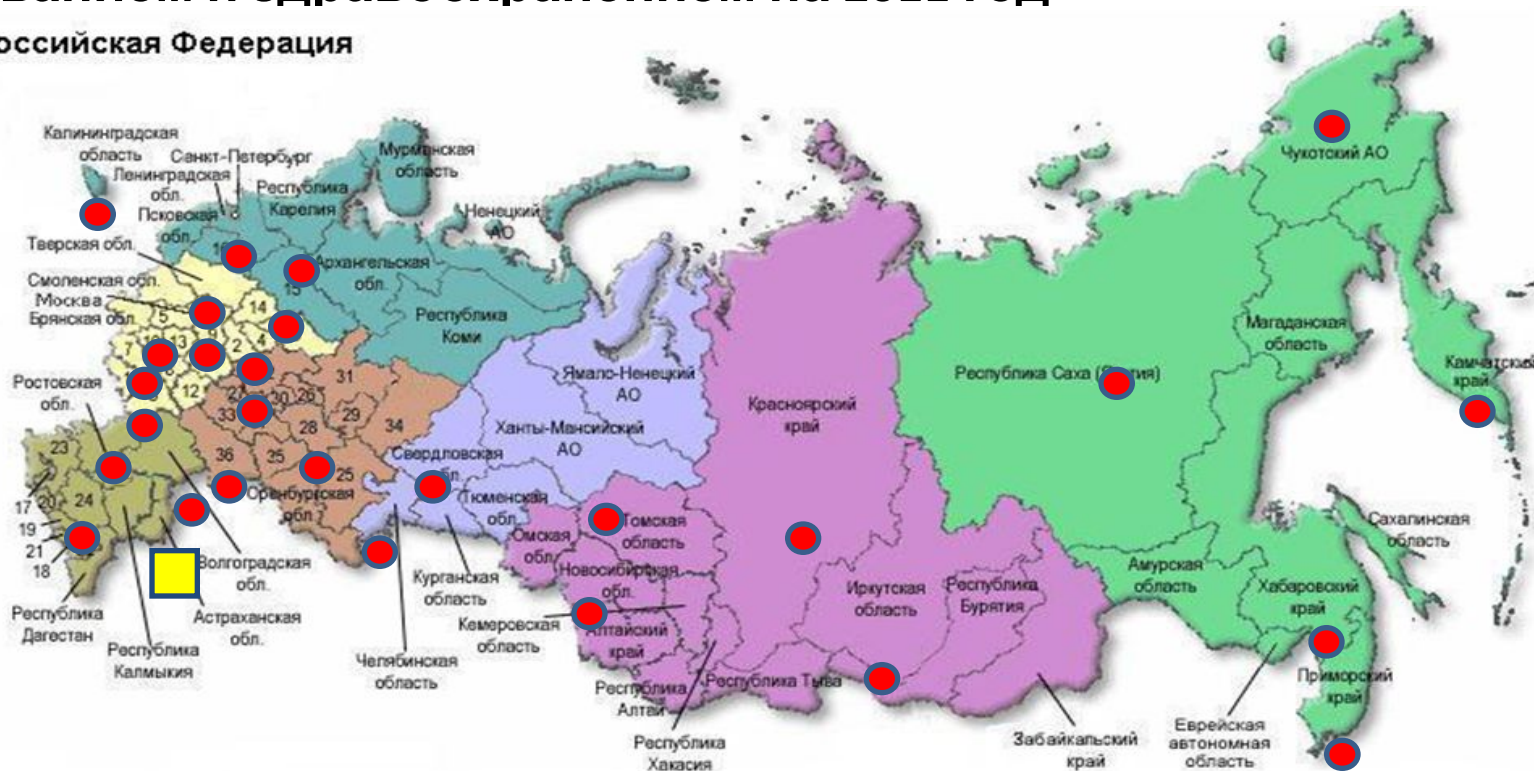 на
год
оссийская Федерация
Калининградская
область
Санкт-Петербург
Ленинградская
обл.
Мурманская
область
Республика
Карелия
Ненецкий
АО
Псковская
обл.
Тверская обл.
Архангельская
обл.
Смоленская обл.
Москва
Брянская обл.
Республика
Коми
15
14
5
13
7
2
4
12
31
30
26
33
29
28
34
36
35
25
Ростовская
обл.
23
24
17
20
19
21
18
Ямало-Ненецкий
АО
Ханты-Мансийский
АО
Свердловская
Тюменская
обл.
Оренбургская
обл.
Волгоградская
обл.
Астраханская
обл.
Республика
Дагестан
Республика
Калмыкия
Челябинская
область
Курганская
область
Омская
обл.
Томская
область
Новосибирская
обл.
Кемеровская
область
Алтайский
край
Республика
Алтай
Республика
Хакасия
Республика Тыва
Красноярский
край
Иркутская
область
Республика
Бурятия
Забайкальский
край
Республика Саха
Чукотский АО
Магаданская
область
Камчатский
край
Сахалинская
область
Амурская
область
Хабаровский
край
Приморский
край
Еврейская
автономная
область